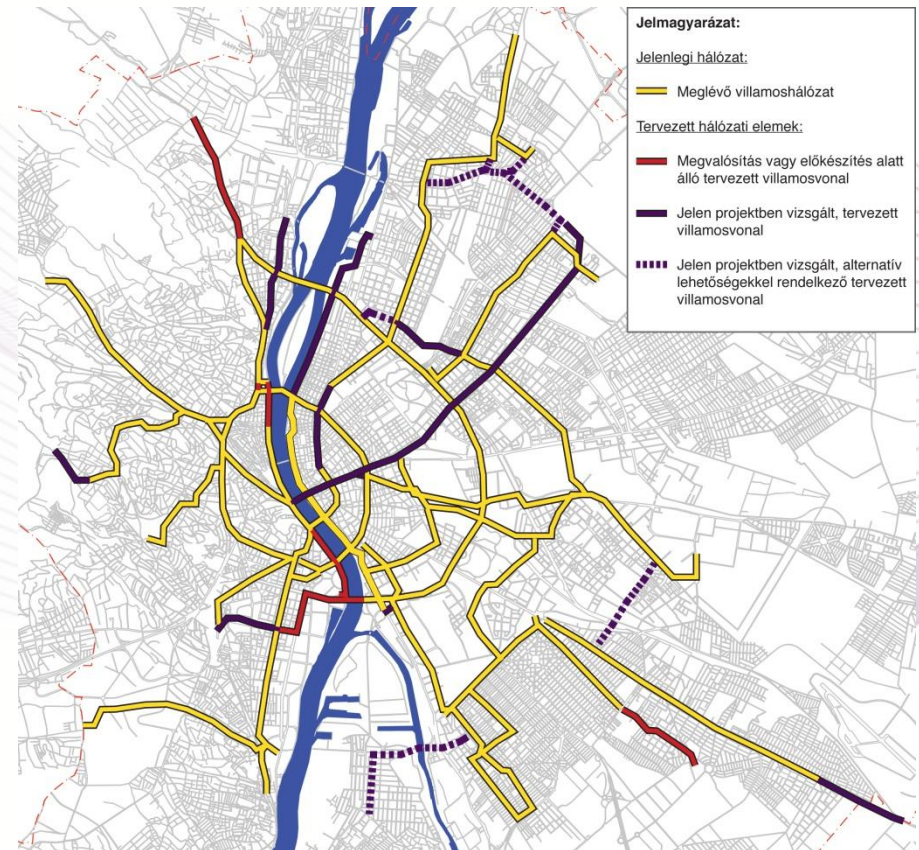 Jelmagyarázat:
Jelenlegi hálózat:
Meglévő villamoshálózat
Tervezett hálózati elemek:
Megvalósítás vagy előkészítés alatt
álló tervezett villamosvonal
Jelen projektben vizsgált, tervezett
villamosvonal
Jelen projektben vizsgált, alternatív
lehetőségekkel rendelkező tervezett
villamosvonal